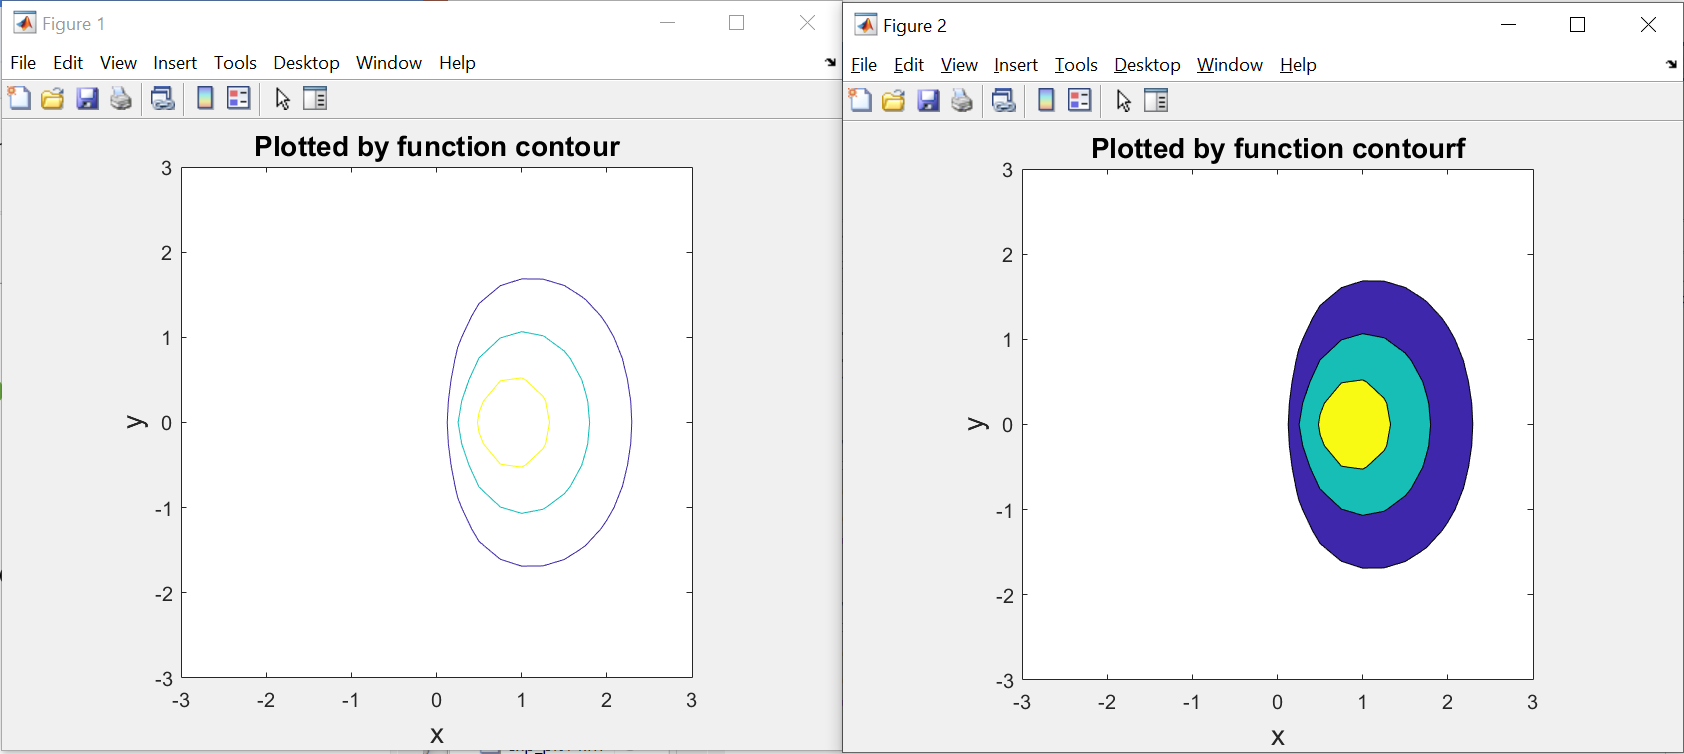 Figure 1
File Edit View Insert Tools Desktop Window Help
Plotted by function contour
3
2
1
0
-1
-2
-3
y
-3 -2 -1 0 1 2 3
x
Figure 2
File Edit View Insert Tools Desktop Window Help
Plotted by function contourf
3
2
1
0
-1
-2
-3
y
-3 -2 -1 0 1 2 3
x